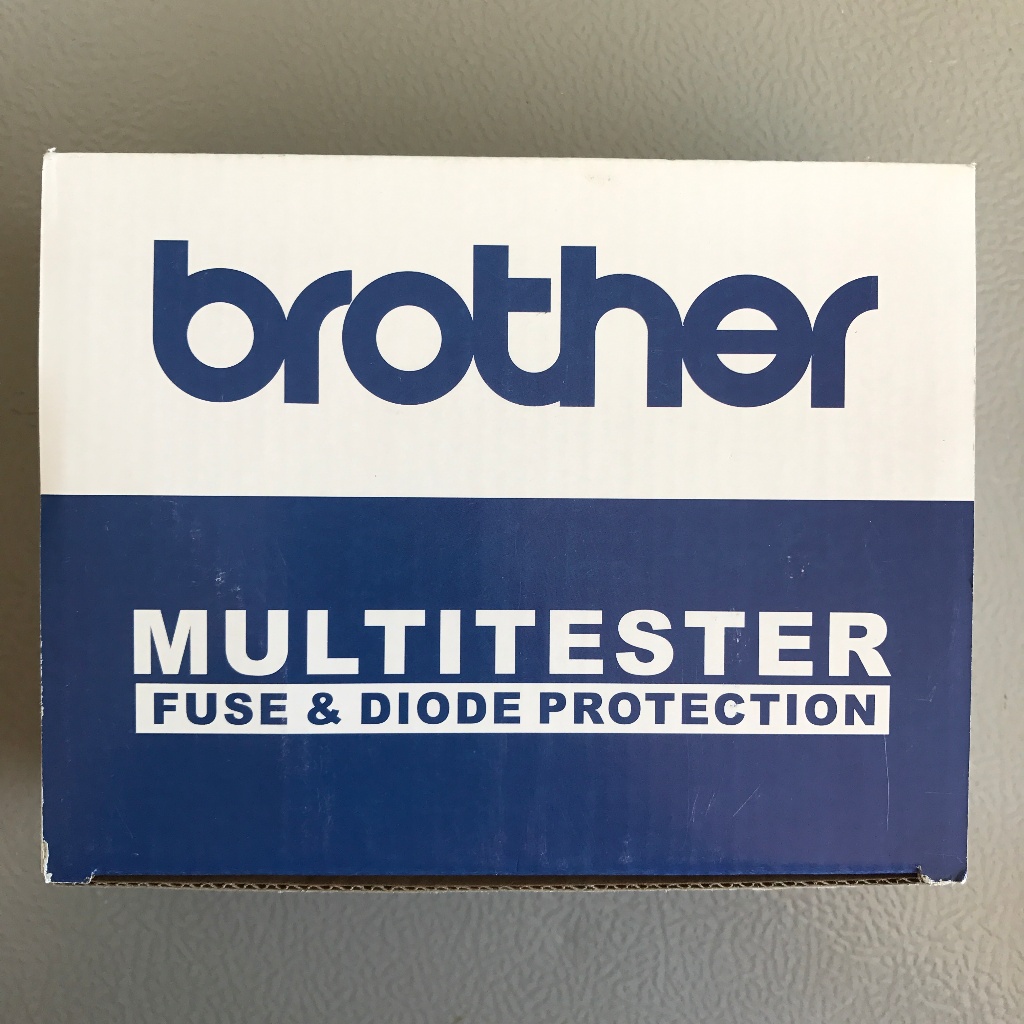 brother
MULTITESTER
FUSE & DIODE PROTECTION